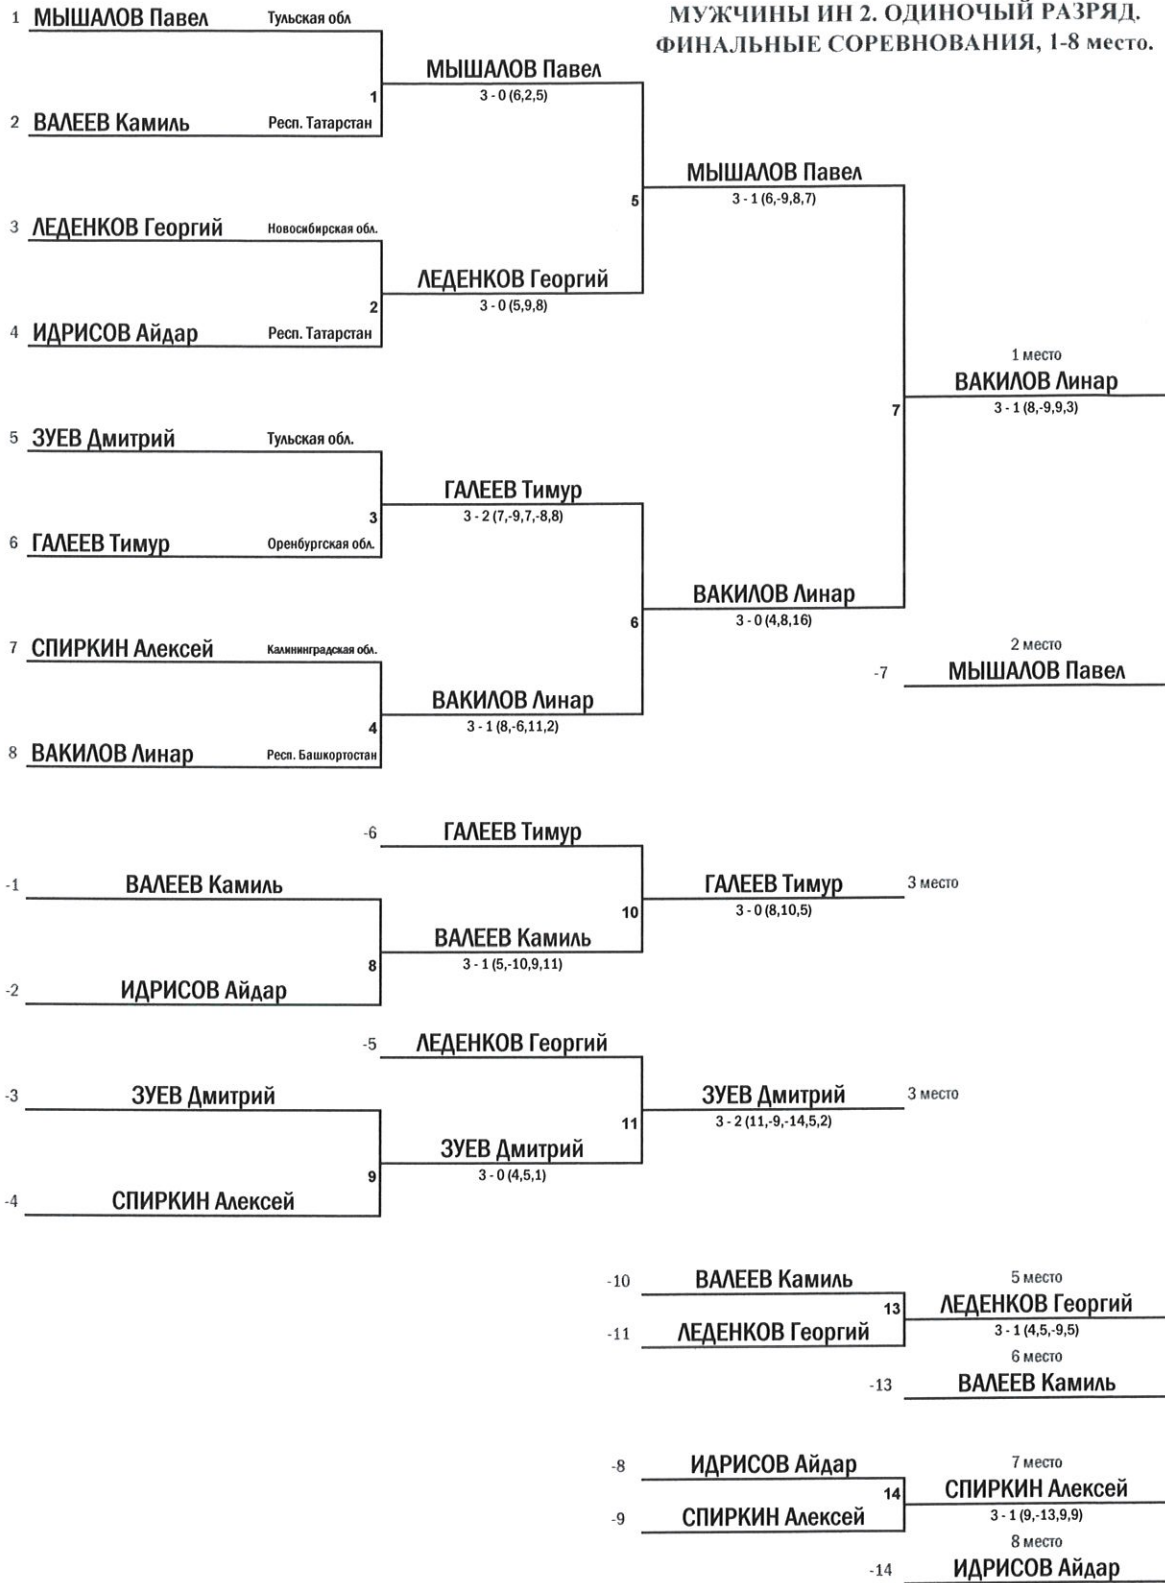 МУЖЧИНЫ ИН 2. ОДИНОЧЫЙ РАЗРЯД.
ФИНАЛЬНЫЕ СОРЕВНОВАНИЯ, 1-8 место.
1 МЫШАЛОВ Павел Тульская обл
МЫШАЛОВ Павел
1 3 - 0 (6,2,5)
2 ВАЛЕЕВ Камиль Респ. Татарстан
МЫШАЛОВ Павел
5 3 - 1 (6,-9,8,7)
3 ЛЕДЕНКОВ Георгий Новосибирская обл.
ЛЕДЕНКОВ Георгий
2 3 - 0 (5,9,8)
4 ИДРИСОВ Айдар Респ. Татарстан
1 место
ВАКИЛОВ Линар
7 3 - 1 (8,-9,9,3)
5 ЗУЕВ Дмитрий Тульская обл.
ГАЛЕЕВ Тимур
3 3 - 2 (7,-9,7,-8,8)
6 ГАЛЕЕВ Тимур Оренбургская обл.
ВАКИЛОВ Линар
6 3 - 0 (4,8,16)
7 СПИРКИН Алексей Калининградская обл.
2 место
-7 МЫШАЛОВ Павел
ВАКИЛОВ Линар
4 3 - 1 (8,-6,11,2)
8 ВАКИЛОВ Линар Респ. Башкортостан
-6 ГАЛЕЕВ Тимур
-1 ВАЛЕЕВ Камиль
ГАЛЕЕВ Тимур 3 место
10 3 - 0 (8,10,5)
ВАЛЕЕВ Камиль
8 3 - 1 (5,-10,9,11)
-2 ИДРИСОВ Айдар
-5 ЛЕДЕНКОВ Георгий
-3 ЗУЕВ Дмитрий
ЗУЕВ Дмитрий 3 место
11 3 - 2 (11,-9,-14,5,2)
ЗУЕВ Дмитрий
9 3 - 0 (4,5,1)
-4 СПИРКИН Алексей
-10 ВАЛЕЕВ Камиль 5 место
13 ЛЕДЕНКОВ Георгий
-11 ЛЕДЕНКОВ Георгий 3 - 1 (4,5,-9,5)
6 место
-13 ВАЛЕЕВ Камиль
-8 ИДРИСОВ Айдар 7 место
14 СПИРКИН Алексей
-9 СПИРКИН Алексей 3 - 1 (9,-13,9,9)
8 место
-14 ИДРИСОВ Айдар